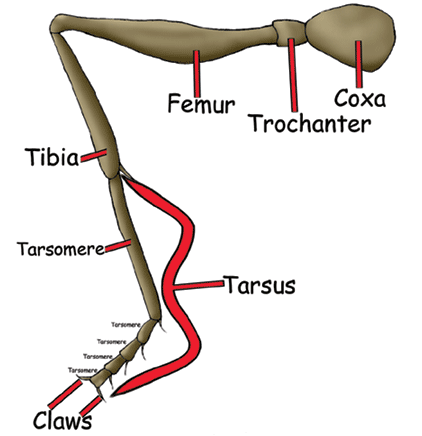 Femur
Coxa
Trochanter
Tibia
Tarsomere
Tarsus
Tarsomere
Tarsomere
Tarsomere
Tarsomere
Claws